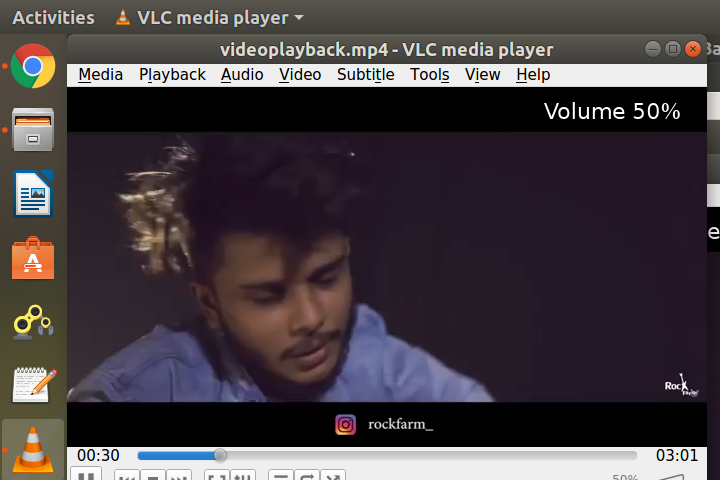 Activities
VLC media player
videoplayback.mp4 - VLC media player
Media Playback Audio Video Subtitle Tools View Help
Volume 50%
Rock
rockfarm_
00:30
03:01
50%